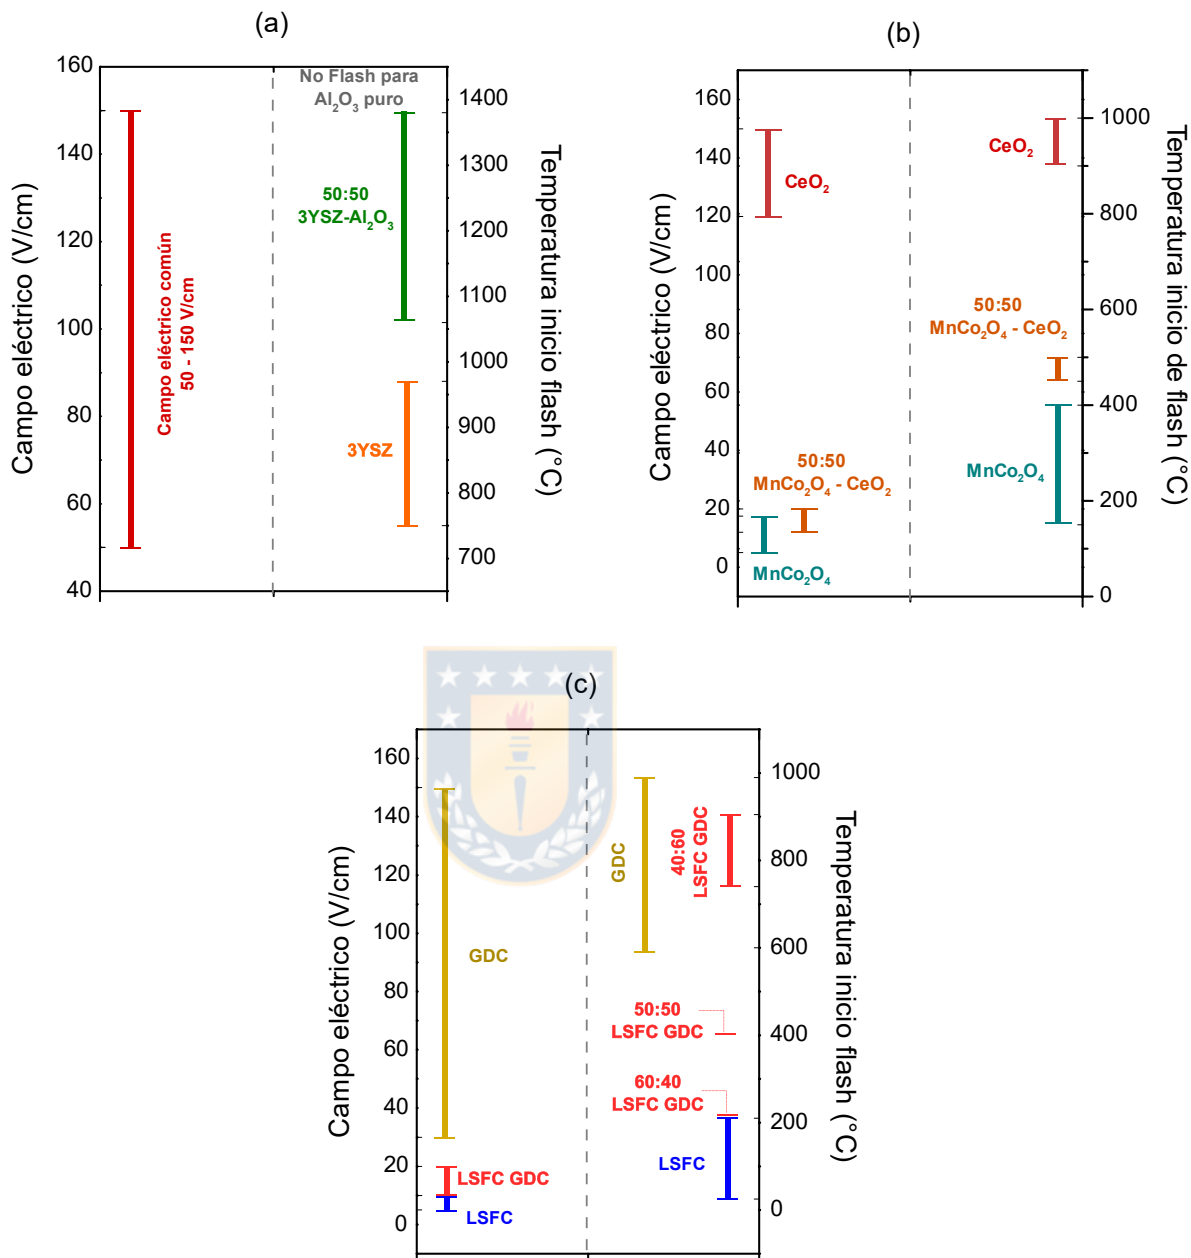 (a)
160
140
120
100
80
60
40
Campo eléctrico (V/cm)
Campo eléctrico común
50 - 150 V/cm
No Flash para
Al₂O₃ puro
50:50
3YSZ-Al₂O₃
3YSZ
1400
1300
1200
1100
1000
900
800
700
Temperatura inicio flash (°C)
(b)
160
140
120
100
80
60
40
20
0
Campo eléctrico (V/cm)
CeO₂
50:50
MnCo₂O₄ - CeO₂
MnCo₂O₄
CeO₂
50:50
MnCo₂O₄ - CeO₂
MnCo₂O₄
1000
800
600
400
200
0
Temperatura inicio de flash (°C)
(c)
160
140
120
100
80
60
40
20
0
Campo eléctrico (V/cm)
GDC
LSFC GDC
LSFC
GDC
40:60
LSFC GDC
50:50
LSFC GDC
60:40
LSFC GDC
LSFC
1000
800
600
400
200
0
Temperatura inicio flash (°C)